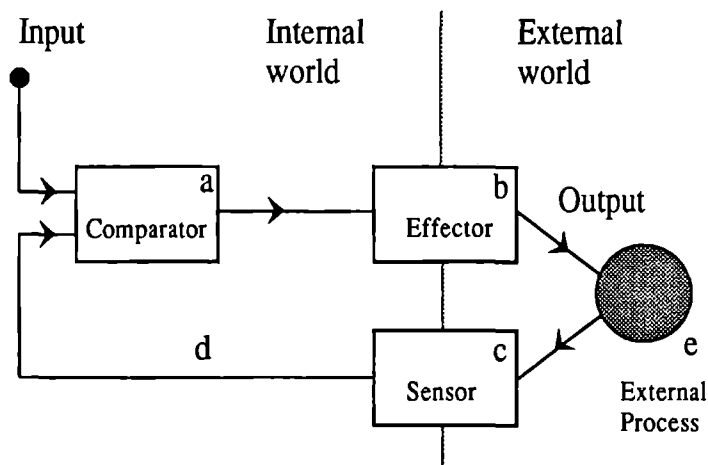 Input
Internal
world
External
world
a
Comparator
b
Effector
Output
d
c
Sensor
e
External
Process